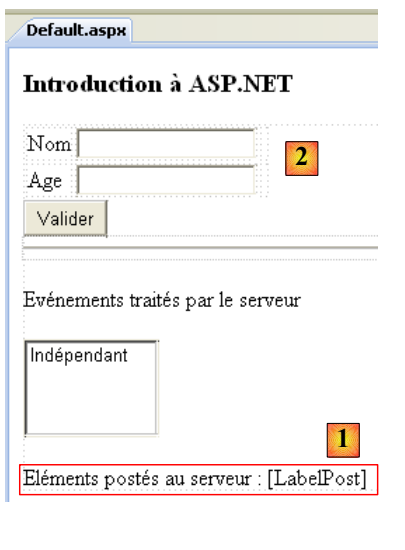 Default.aspx
Introduction à ASP.NET
Nom
2
Age
Valider
Evénements traités par le serveur
Indépendant
1
Eléments postés au serveur : [LabelPost]